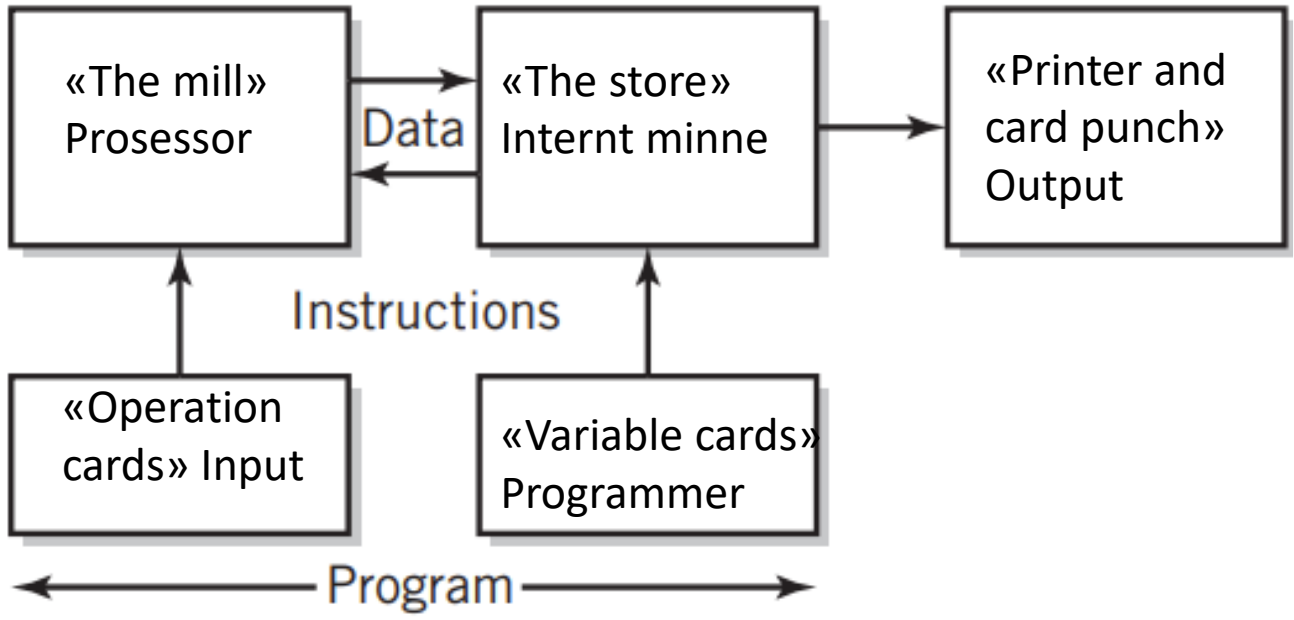 «The mill»
Prosessor
Data
«The store»
Internt minne
«Printer and
card punch»
Output
Instructions
«Operation
cards» Input
«Variable cards»
Programmer
Program